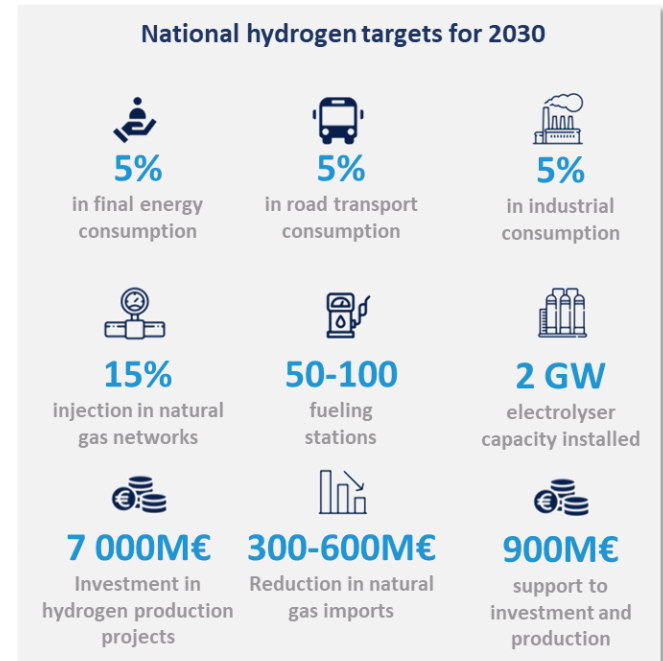 National hydrogen targets for 2030
5%
in final energy
consumption
5%
in road transport
consumption
5%
in industrial
consumption
15%
injection in natural
gas networks
50-100
fueling
stations
2 GW
electrolyser
capacity installed
7 000M€
Investment in
hydrogen production
projects
300-600M€
Reduction in natural
gas imports
900M€
support to
investment and
production